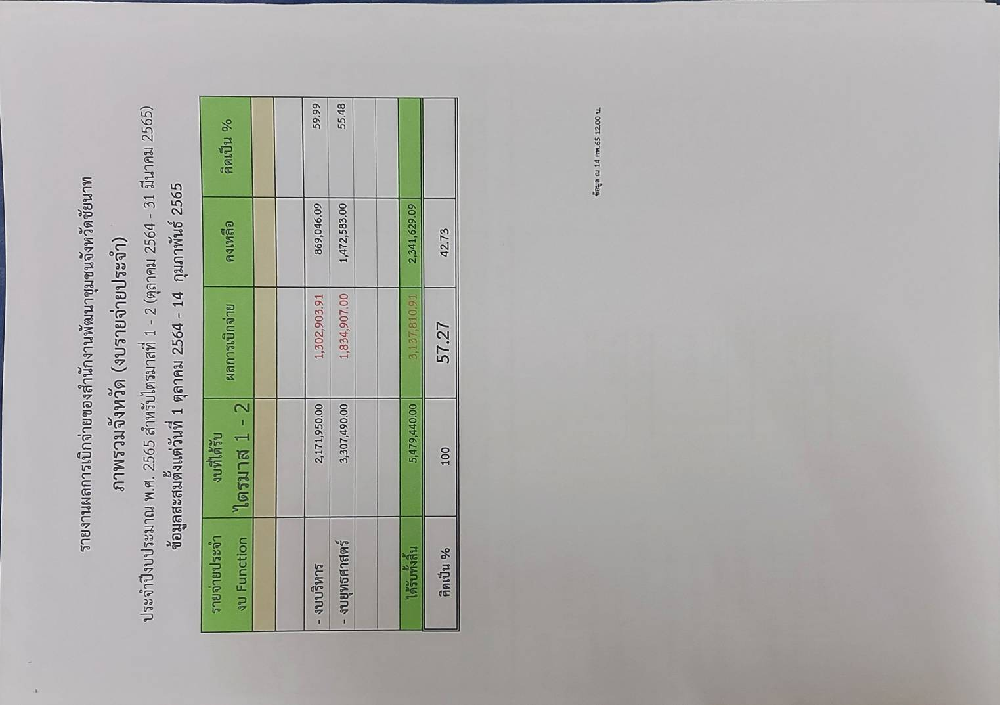 รายงานผลการเบิกจ่ายของสำนักงานพัฒนาชุมชนจังหวัดชัยนาท
ภาพรวมจังหวัด (งบรายจ่ายประจำ)
ประจำปีงบประมาณ พ.ศ. 2565 สำหรับไตรมาสที่ 1 - 2 (ตุลาคม 2564 - 31 มีนาคม 2565)
ข้อมูลสะสมตั้งแต่วันที่ 1 ตุลาคม 2564 - 14 กุมภาพันธ์ 2565
รายจ่ายประจำ งบที่ได้รับ ผลการเบิกจ่าย คงเหลือ คิดเป็น %
งบ Function ไตรมาส 1 - 2
- งบบริหาร 2,171,950.00 1,302,903.91 869,046.09 59.99
- งบยุทธศาสตร์ 3,307,490.00 1,834,907.00 1,472,583.00 55.48
ได้รับทั้งสิ้น 5,479,440.00 3,137,810.91 2,341,629.09
คิดเป็น % 100 57.27 42.73
ข้อมูล ณ 14 กพ.65 12.00 น.